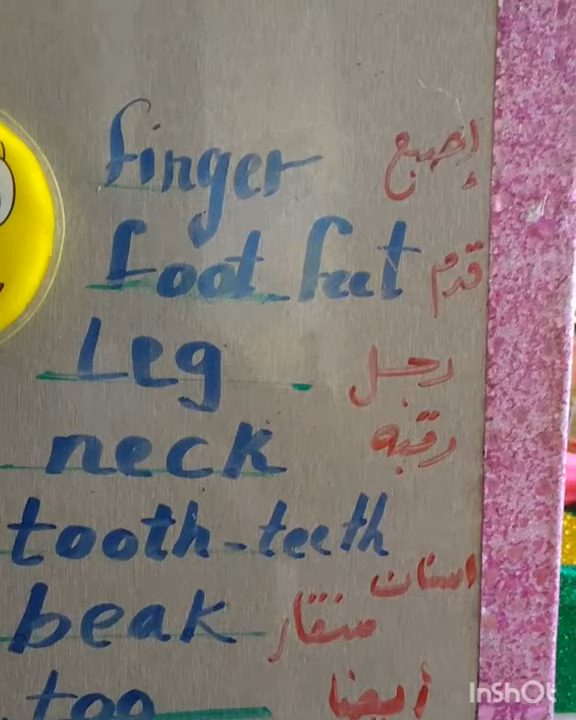 finger إصبع
foot-feet قدم
Leg رجل
neck رقبة
tooth-teeth اسنان
beak منقار
too أيضا
InShOt